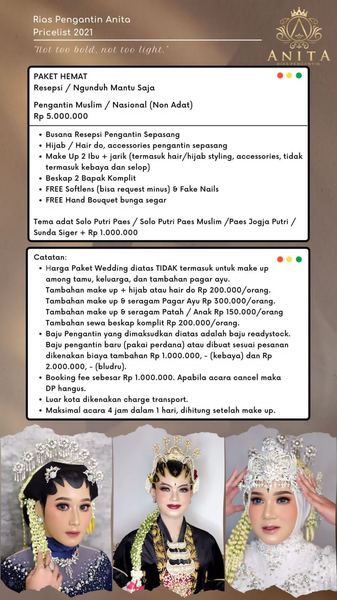 Rias Pengantin Anita
Pricelist 2021
"Not too bold, not too light."
ANITA
RIAS PENGANTIN
PAKET HEMAT
Resepsi / Ngunduh Mantu Saja
Pengantin Muslim / Nasional (Non Adat)
Rp 5.000.000
• Busana Resepsi Pengantin Sepasang
• Hijab / Hair do, accessories pengantin sepasang
• Make Up 2 Ibu + jarik (termasuk hair/hijab styling, accessories, tidak
termasuk kebaya dan selop)
• Beskap 2 Bapak Komplit
• FREE Softlens (bisa request minus) & Fake Nails
• FREE Hand Bouqet bunga segar
Tema adat Solo Putri Paes / Solo Putri Paes Muslim /Paes Jogja Putri /
Sunda Siger + Rp 1.000.000
Catatan:
• Harga Paket Wedding diatas TIDAK termasuk untuk make up
among tamu, keluarga, dan tambahan pagar ayu.
Tambahan make up + hijab atau hair do Rp 200.000/orang.
Tambahan make up & seragam Pagar Ayu Rp 300.000/orang.
Tambahan make up & seragam Patah / Anak Rp 150.000/orang
Tambahan sewa beskap komplit Rp 200.000/orang.
• Baju Pengantin yang dimaksudkan diatas adalah baju readystock.
Baju pengantin baru (pakai perdana) atau dibuat sesuai pesanan
dikenakan biaya tambahan Rp 1.000.000, - (kebaya) dan Rp
2.000.000, - (bludru).
• Booking fee sebesar Rp 1.000.000. Apabila acara cancel maka
DP hangus.
• Luar kota dikenakan charge transport.
• Maksimal acara 4 jam dalam 1 hari, dihitung setelah make up.